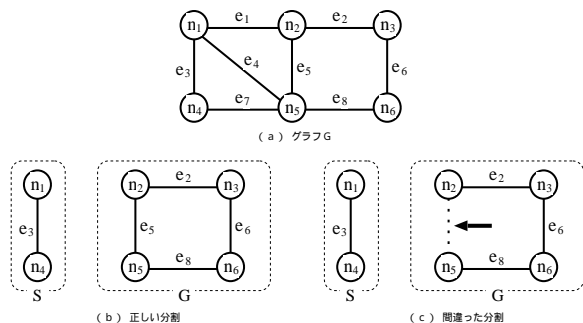 n1 e1 n2 e2 n3
e3 e4 e5 e6
n4 e7 n5 e8 n6
(a) グラフG
n1 n2 e2 n3 n1 n2 e2 n3
e3 e5 e6 e3 e6
n4 n5 e8 n6 n4 n5 e8 n6
S G S G
(b) 正しい分割 (c) 間違った分割